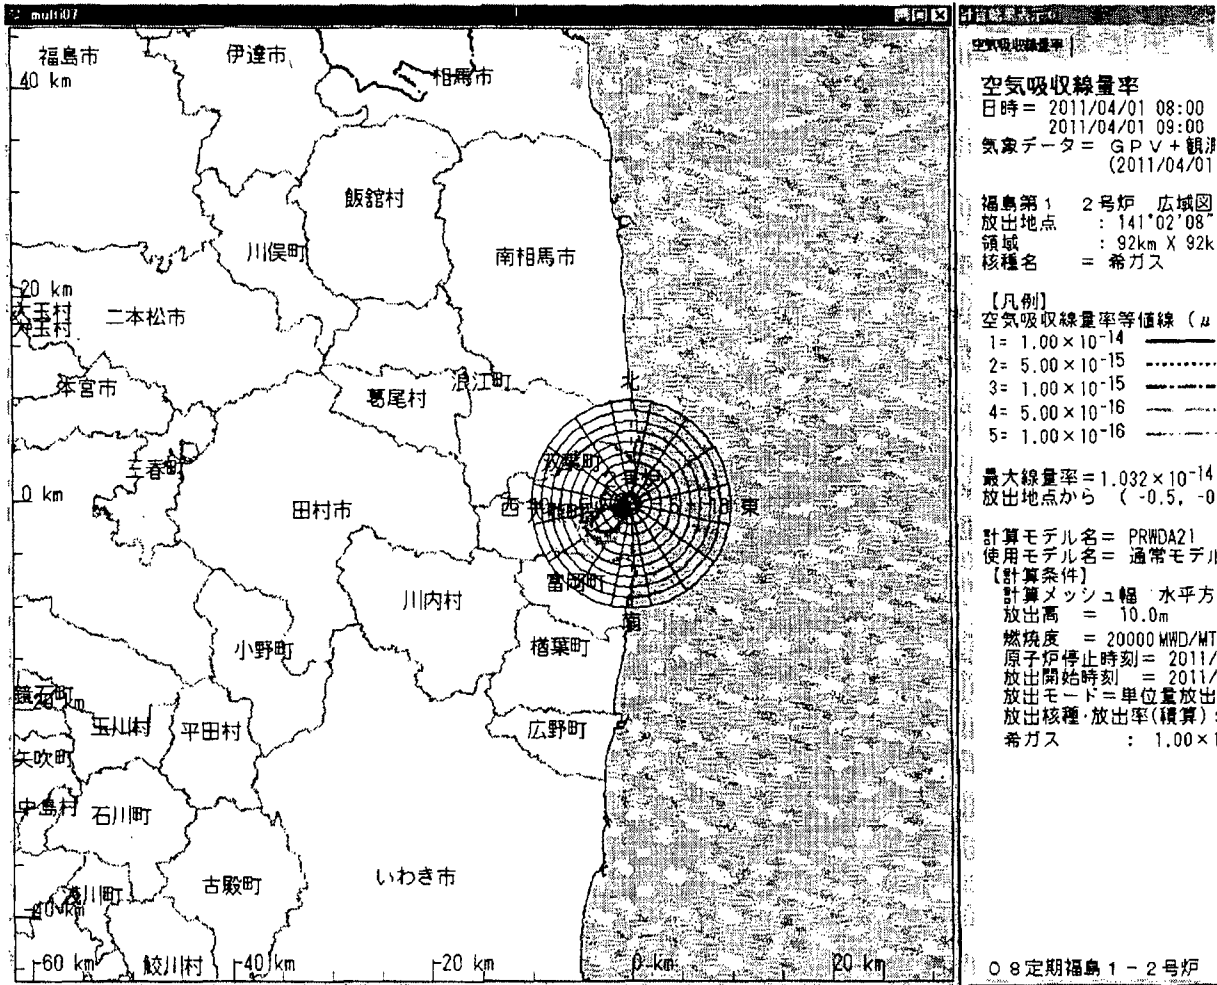 multi07
空気吸収線量率
空気吸収線量率
日時= 2011/04/01 08:00
2011/04/01 09:00
気象データ= GPV+観測
(2011/04/01
福島第1 2号炉 広域図
放出地点 : 141°02'08"
領域 : 92km X 92k
核種名 = 希ガス
【凡例】
空気吸収線量率等値線 (μ
1= 1.00×10-14
2= 5.00×10-15
3= 1.00×10-15
4= 5.00×10-16
5= 1.00×10-16
最大線量率=1.032×10-14
放出地点から ( -0.5, -0
計算モデル名= PRWDA21
使用モデル名= 通常モデル
【計算条件】
計算メッシュ幅 水平方
放出高 = 10.0m
燃焼度 = 20000MWD/MT
原子炉停止時刻= 2011/
放出開始時刻 = 2011/
放出モード=単位量放出
放出核種・放出率(積算):
希ガス : 1.00×1
08定期福島1-2号炉
福島市
伊達市
相馬市
40 km
飯舘村
川俣町
南相馬市
20 km
大玉村
大玉村
二本松市
本宮市
浪江町
北
葛尾村
三春町
双葉町
0 km
田村市
西
東
富岡町
川内村
南
小野町
楢葉町
鏡石町
玉川村
平田村
広野町
矢吹町
中島村
石川町
浅川町
古殿町
いわき市
-40 km
鮫川村
-60 km
-40 km
-20 km
0 km
20 km